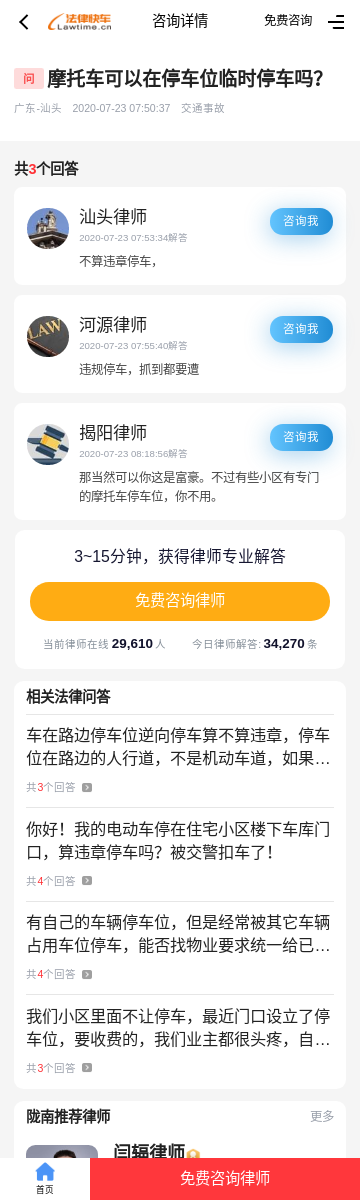 法律快车
Lawtime.cn
咨询详情
免费咨询
问 摩托车可以在停车位临时停车吗?
广东-汕头 2020-07-23 07:50:37 交通事故
共3个回答
汕头律师
咨询我
2020-07-23 07:53:34解答
不算违章停车，
河源律师
咨询我
2020-07-23 07:55:40解答
违规停车，抓到都要遭
揭阳律师
咨询我
2020-07-23 08:18:56解答
那当然可以你这是富豪。不过有些小区有专门
的摩托车停车位，你不用。
3~15分钟，获得律师专业解答
免费咨询律师
当前律师在线 29,610 人 今日律师解答: 34,270 条
相关法律问答
车在路边停车位逆向停车算不算违章，停车
位在路边的人行道，不是机动车道，如果…
共3个回答
你好！我的电动车停在住宅小区楼下车库门
口，算违章停车吗？被交警扣车了！
共4个回答
有自己的车辆停车位，但是经常被其它车辆
占用车位停车，能否找物业要求统一给已…
共4个回答
我们小区里面不让停车，最近门口设立了停
车位，要收费的，我们业主都很头疼，自…
共3个回答
陇南推荐律师
更多
闫辐律师
首页
免费咨询律师